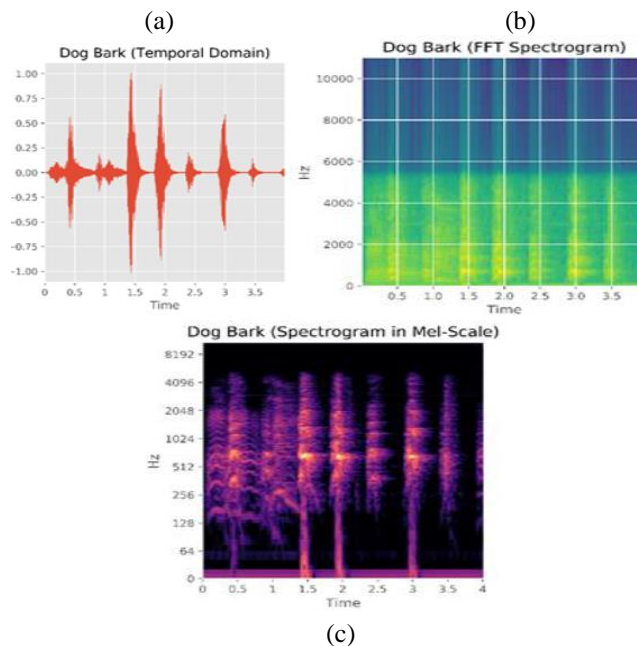 (a)
(b)
Dog Bark (Temporal Domain)
1.00
0.75
0.50
0.25
0.00
-0.25
-0.50
-0.75
-1.00
0 0.5 1 1.5 2 2.5 3 3.5
Time
Dog Bark (FFT Spectrogram)
10000
8000
6000
4000
2000
0
Hz
0.5 1.0 1.5 2.0 2.5 3.0 3.5
Time
Dog Bark (Spectrogram in Mel-Scale)
8192
4096
2048
1024
512
256
128
64
0
Hz
0 0.5 1 1.5 2 2.5 3 3.5 4
Time
(c)